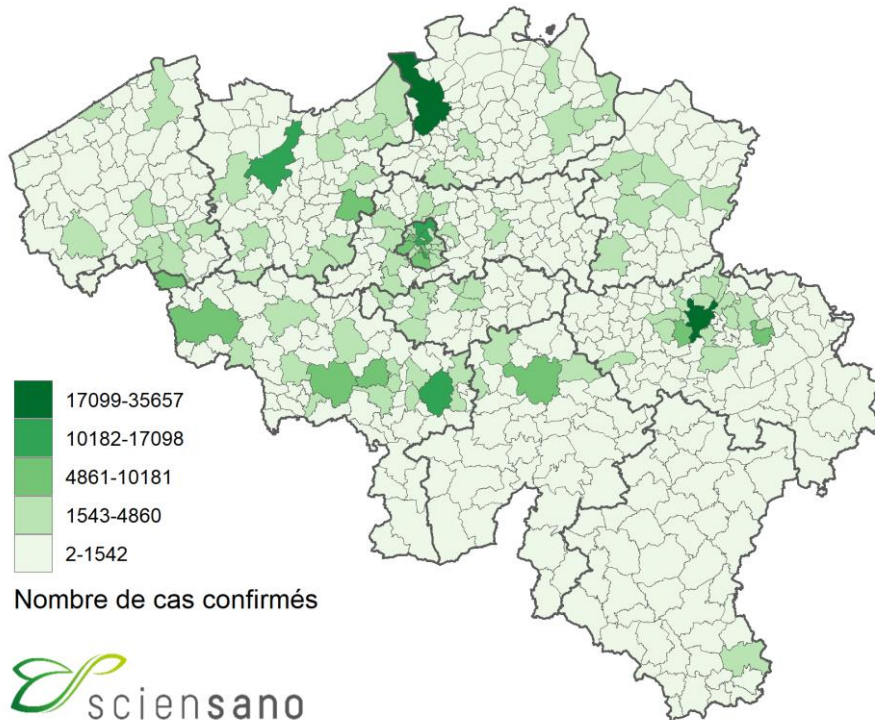 17099-35657
10182-17098
4861-10181
1543-4860
2-1542
Nombre de cas confirmés
sciensano